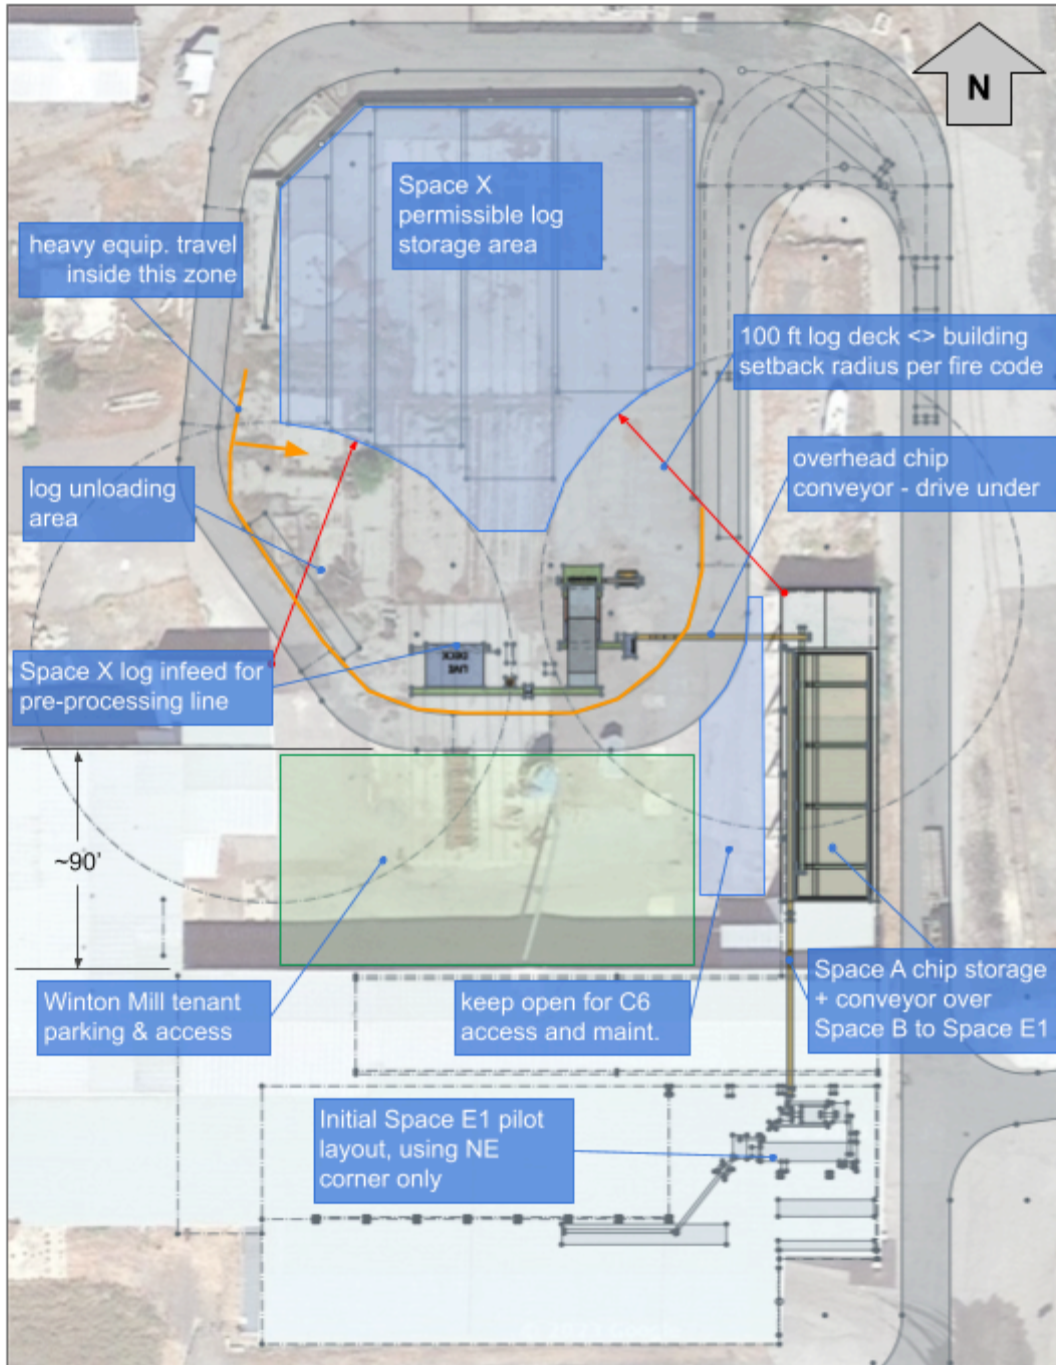 N
Space X
permissible log
storage area
heavy equip. travel
inside this zone
100 ft log deck <> building
setback radius per fire code
overhead chip
conveyor - drive under
log unloading
area
LIVE
DECK
Space X log infeed for
pre-processing line
~90'
Winton Mill tenant
parking & access
keep open for C6
access and maint.
Space A chip storage
+ conveyor over
Space B to Space E1
Initial Space E1 pilot
layout, using NE
corner only